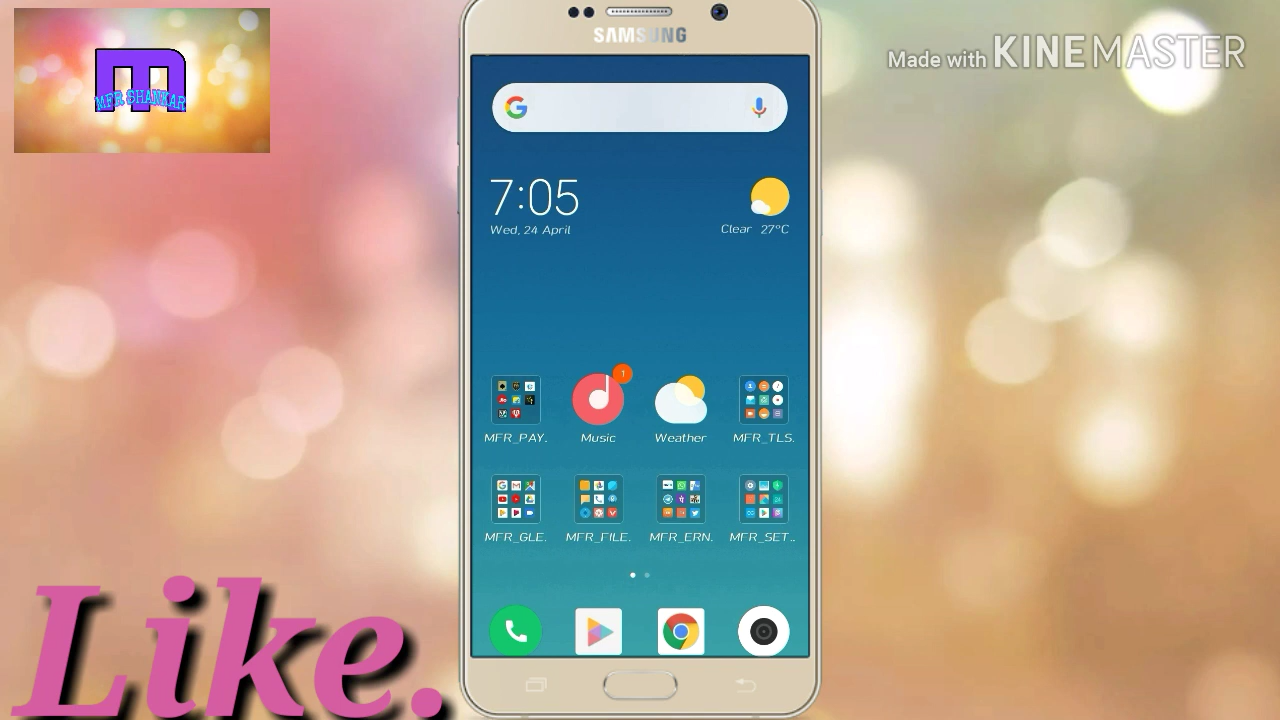 MFR SHANKAR
Made with KINEMASTER
SAMSUNG
7:05
Wed, 24 April
Clear 27°C
1
MFR_PAY.
Music
Weather
MFR_TLS.
MFR_GLE.
MFR_FILE.
MFR_ERN.
MFR_SET..
Like.